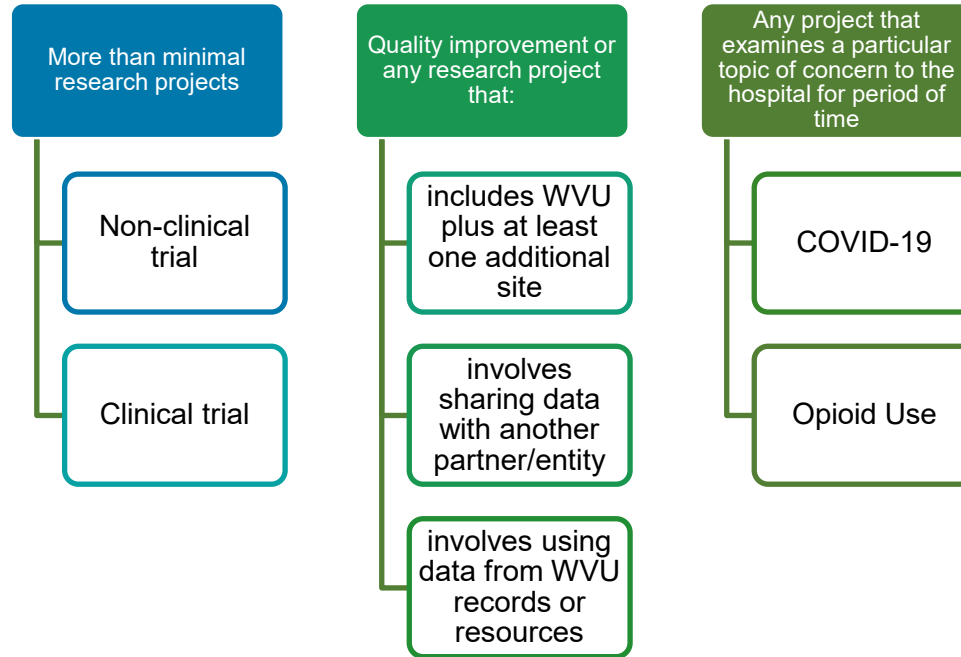 More than minimal
research projects
Non-clinical
trial
Clinical trial
Quality improvement or
any research project
that:
includes WVU
plus at least
one additional
site
involves
sharing data
with another
partner/entity
involves using
data from WVU
records or
resources
Any project that
examines a particular
topic of concern to the
hospital for period of
time
COVID-19
Opioid Use